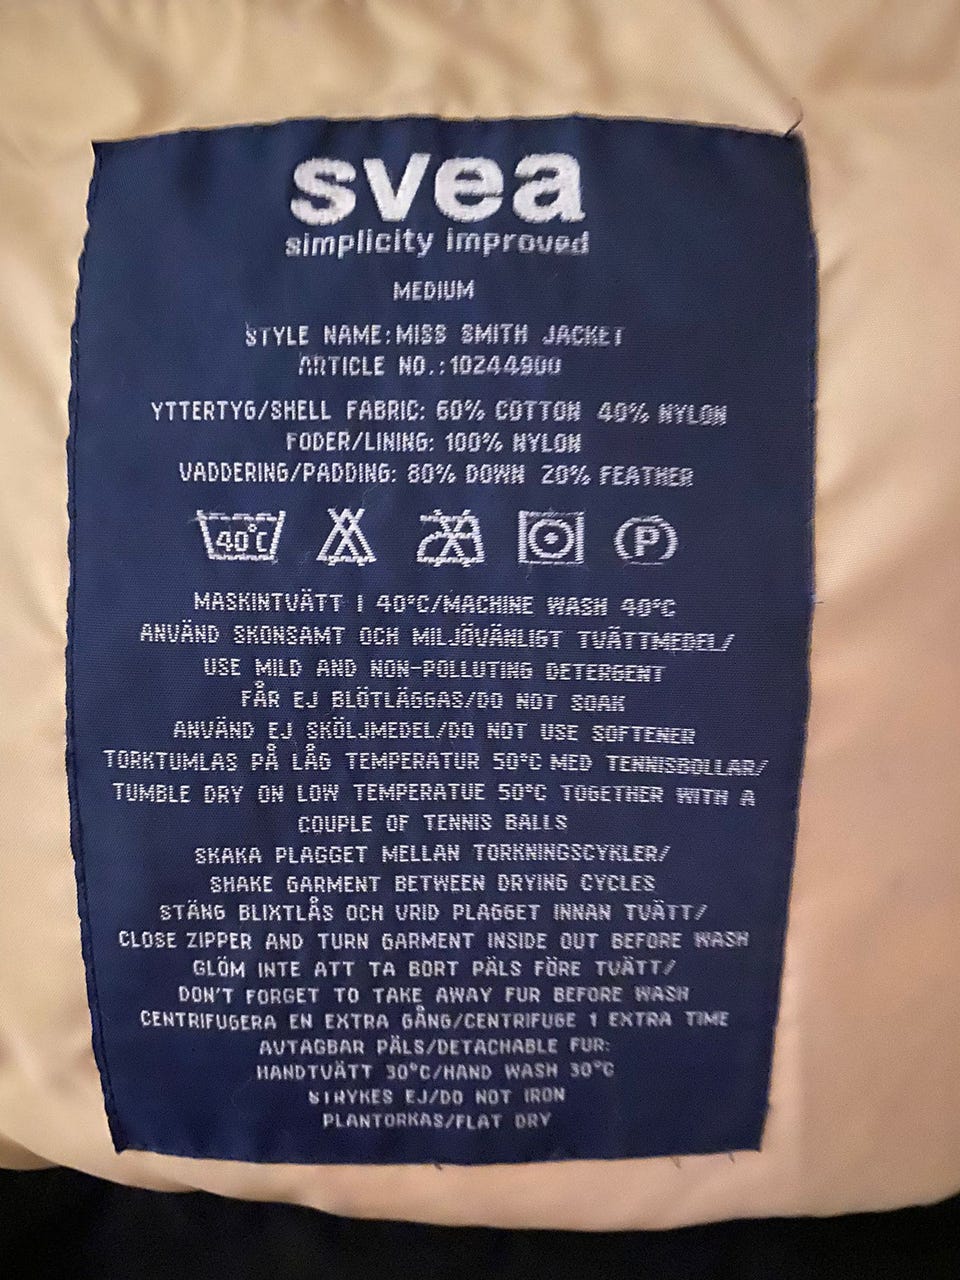 svea
simplicity improved
MEDIUM
STYLE NAME:MISS SMITH JACKET
ARTICLE NO.:10244900
YTTERTYG/SHELL FABRIC: 60% COTTON 40% NYLON
FODER/LINING: 100% NYLON
VADDERING/PADDING: 80% DOWN 20% FEATHER
40°C P
MASKINTVÄTT I 40°C/MACHINE WASH 40°C
ANVÄND SKONSAMT OCH MILJÖVÄNLIGT TVÄTTMEDEL/
USE MILD AND NON-POLLUTING DETERGENT
FÅR EJ BLÖTLÄGGAS/DO NOT SOAK
ANVÄND EJ SKÖLJMEDEL/DO NOT USE SOFTENER
TORKTUMLAS PÅ LÅG TEMPERATUR 50°C MED TENNISBOLLAR/
TUMBLE DRY ON LOW TEMPERATUE 50°C TOGETHER WITH A
COUPLE OF TENNIS BALLS
SKAKA PLAGGET MELLAN TORKNINGSCYKLER/
SHAKE GARMENT BETWEEN DRYING CYCLES
STÄNG BLIXTLÅS OCH VRID PLAGGET INNAN TVÄTT/
CLOSE ZIPPER AND TURN GARMENT INSIDE OUT BEFORE WASH
GLÖM INTE ATT TA BORT PÄLS FÖRE TVÄTT/
DON'T FORGET TO TAKE AWAY FUR BEFORE WASH
CENTRIFUGERA EN EXTRA GÅNG/CENTRIFUGE 1 EXTRA TIME
AVTAGBAR PÄLS/DETACHABLE FUR:
HANDTVÄTT 30°C/HAND WASH 30°C
STRYKES EJ/DO NOT IRON
PLANTORKAS/FLAT DRY